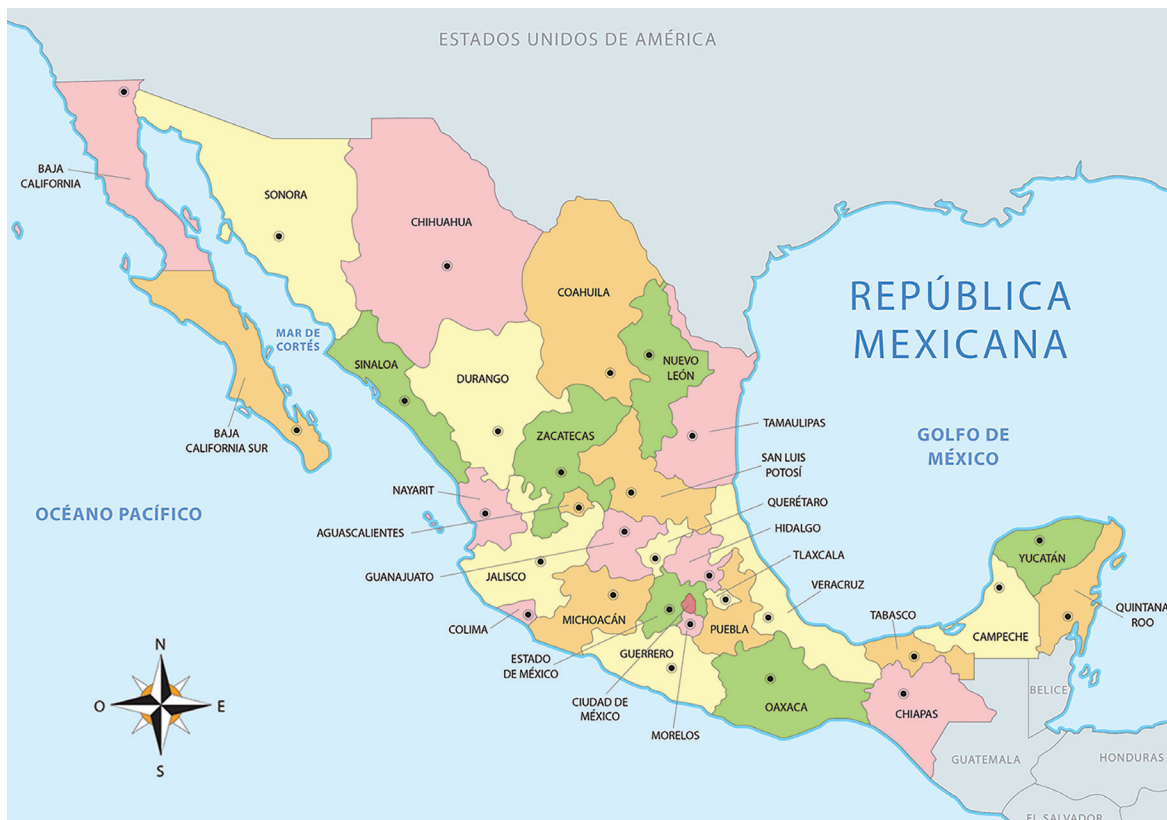 ESTADOS UNIDOS DE AMÉRICA
BAJA
CALIFORNIA
SONORA
CHIHUAHUA
COAHUILA
REPÚBLICA
MEXICANA
MAR DE
CORTÉS
SINALOA
DURANGO
NUEVO
LEÓN
BAJA
CALIFORNIA SUR
ZACATECAS
TAMAULIPAS
GOLFO DE
MÉXICO
SAN LUIS
POTOSÍ
NAYARIT
QUERÉTARO
OCÉANO PACÍFICO
AGUASCALIENTES
HIDALGO
TLAXCALA
YUCATÁN
GUANAJUATO
JALISCO
VERACRUZ
QUINTANA
ROO
TABASCO
COLIMA
MICHOACÁN
PUEBLA
CAMPECHE
ESTADO
DE MÉXICO
GUERRERO
N
O
E
S
CIUDAD DE
MÉXICO
MORELOS
OAXACA
CHIAPAS
BELICE
GUATEMALA
HONDURAS
EL SALVADOR